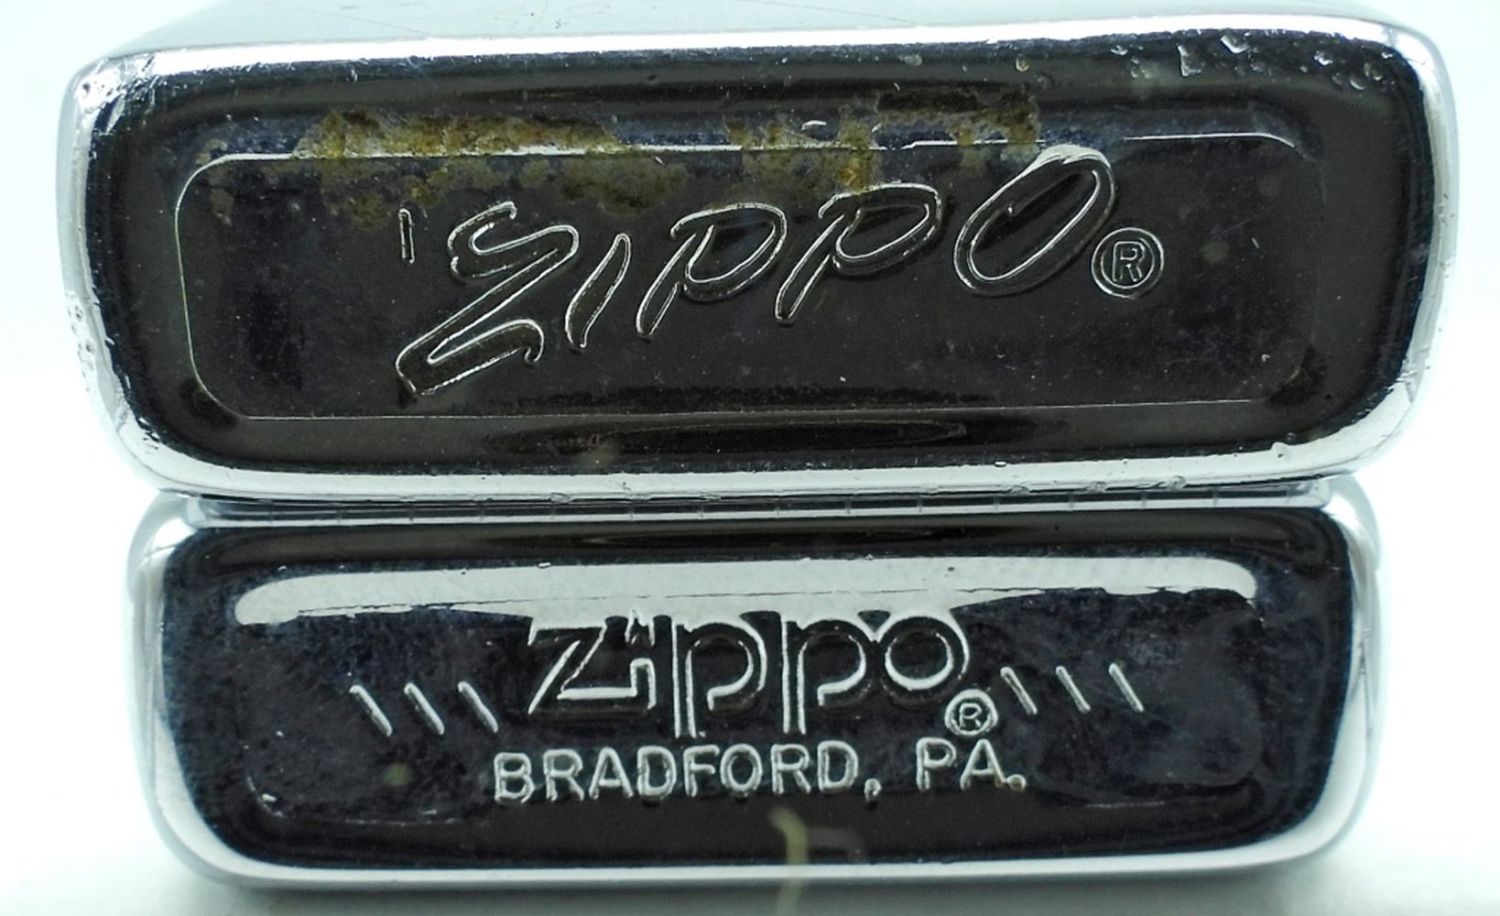 | ZIPPO ®
\\\ Zippo ® \\\
BRADFORD, PA.